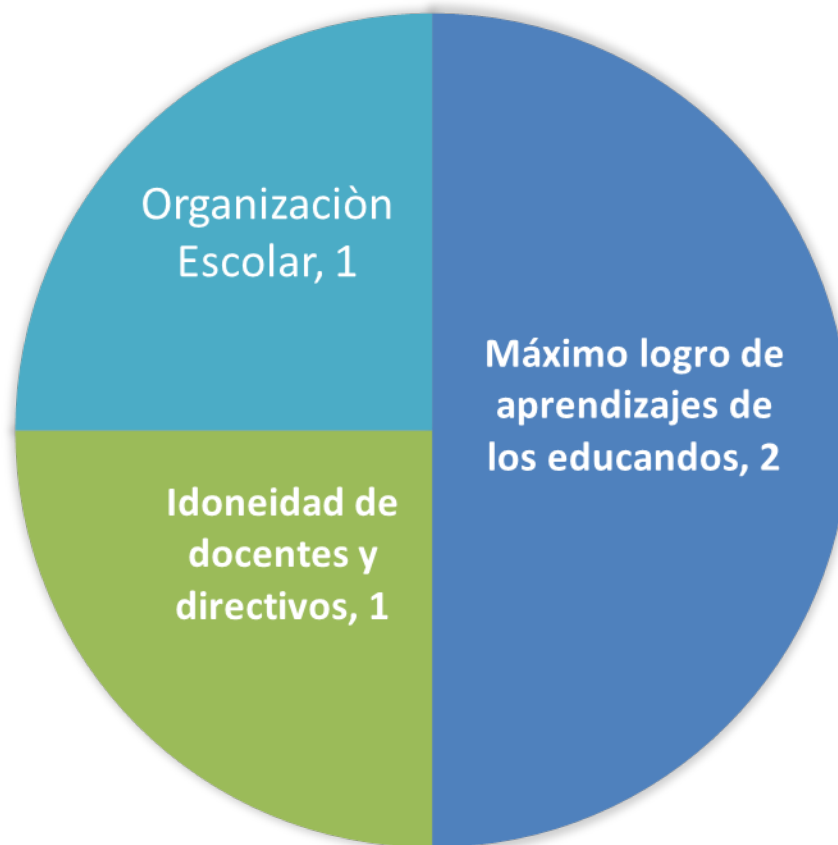 Organizaciòn
Escolar, 1
Máximo logro de
aprendizajes de
los educandos, 2
Idoneidad de
docentes y
directivos, 1